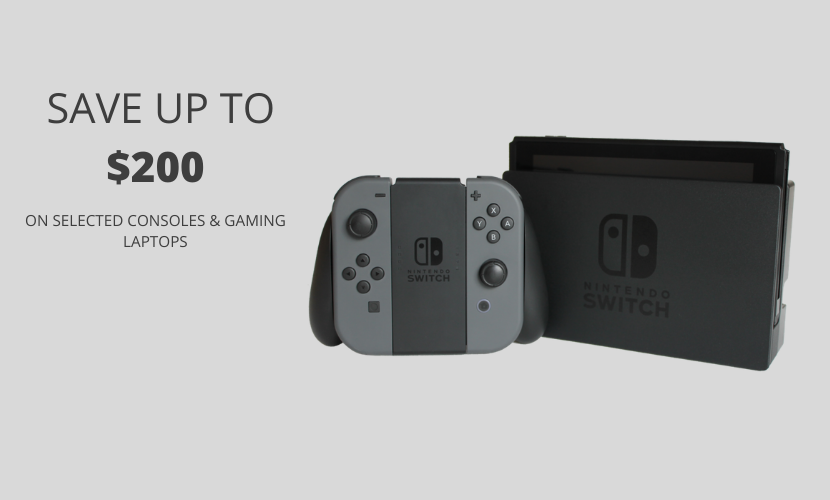 SAVE UP TO
$200
ON SELECTED CONSOLES & GAMING
LAPTOPS
X
Y
A
B
NINTENDO
SWITCH
NINTENDO
SWITCH